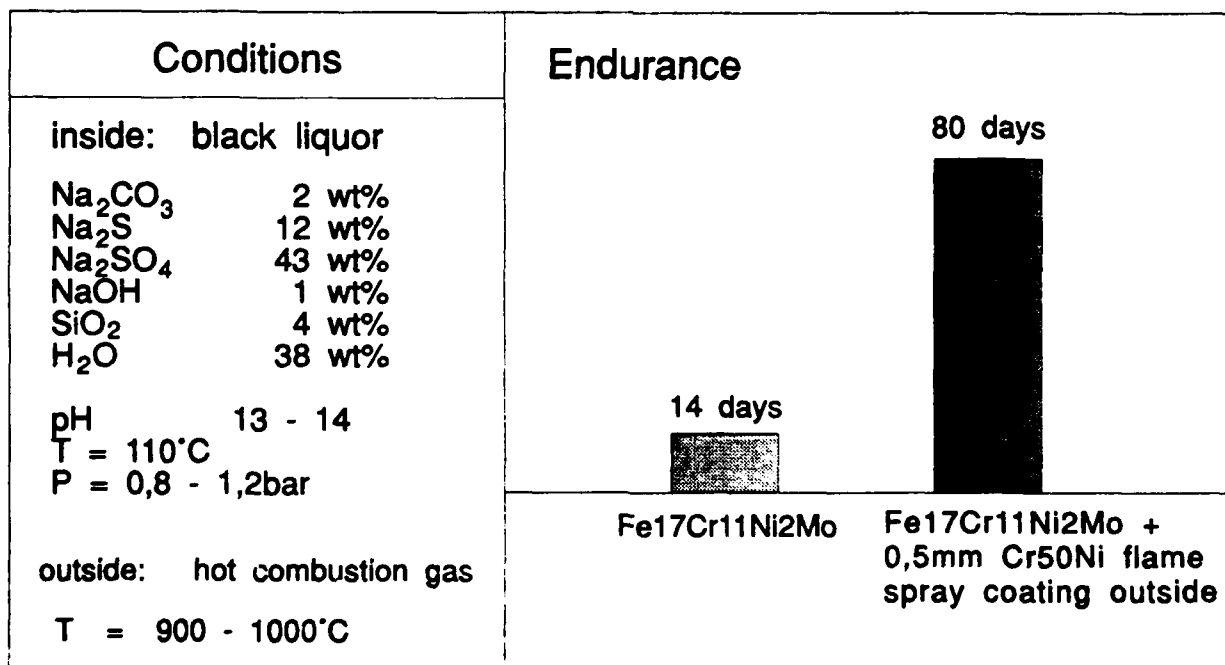 Conditions
inside: black liquor
Na₂CO₃ 2 wt%
Na₂S 12 wt%
Na₂SO₄ 43 wt%
NaOH 1 wt%
SiO₂ 4 wt%
H₂O 38 wt%
pH 13 - 14
T = 110°C
P = 0,8 - 1,2bar
outside: hot combustion gas
T = 900 - 1000°C
Endurance
80 days
14 days
Fe17Cr11Ni2Mo
Fe17Cr11Ni2Mo +
0,5mm Cr50Ni flame
spray coating outside